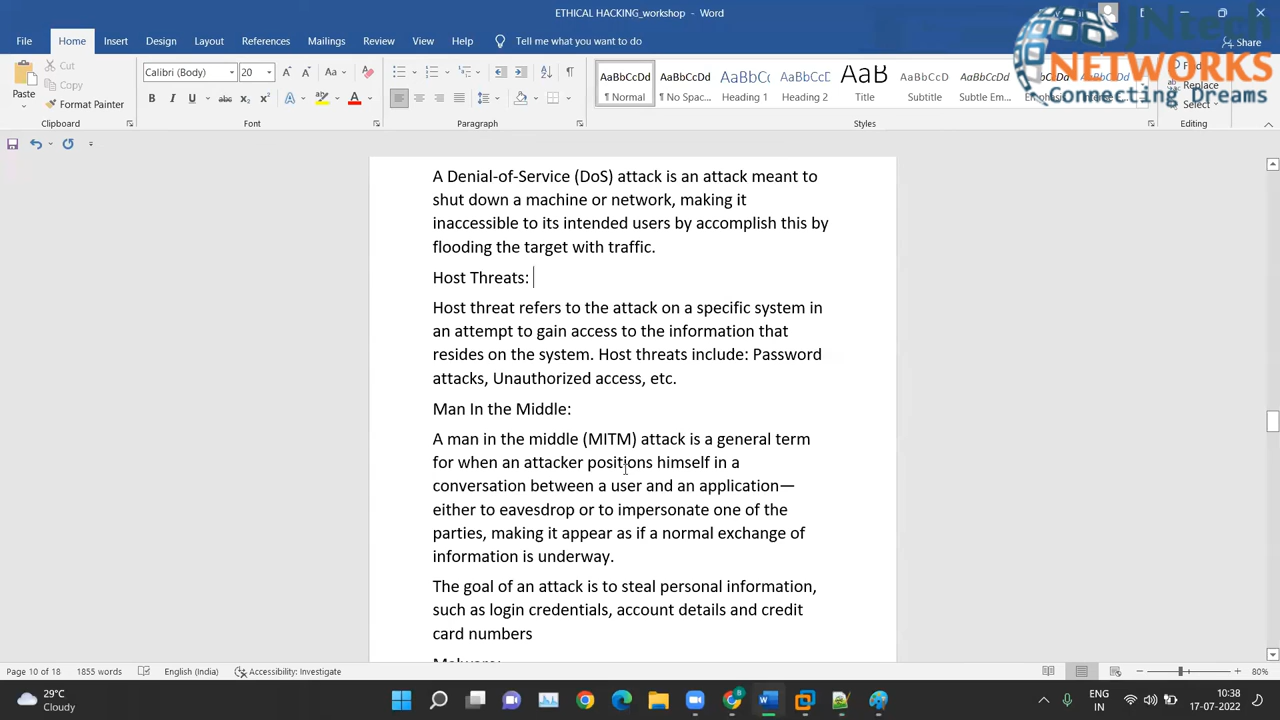 ETHICAL HACKING_workshop - Word
JNtech
NETWORKS
Connecting Dreams
File Home Insert Design Layout References Mailings Review View Help Tell me what you want to do Share
Paste
Cut
Copy
Format Painter
Calibri (Body) 20
AaBbCcDd AaBbCcDd AaBbCc AaBbCcD AaB AaBbCcD AaBbCcDd
¶ Normal ¶ No Spac... Heading 1 Heading 2 Title Subtitle Subtle Em...
Find
Replace
Select
Clipboard Font Paragraph Styles Editing
A Denial-of-Service (DoS) attack is an attack meant to
shut down a machine or network, making it
inaccessible to its intended users by accomplish this by
flooding the target with traffic.
Host Threats:
Host threat refers to the attack on a specific system in
an attempt to gain access to the information that
resides on the system. Host threats include: Password
attacks, Unauthorized access, etc.
Man In the Middle:
A man in the middle (MITM) attack is a general term
for when an attacker positions himself in a
conversation between a user and an application—
either to eavesdrop or to impersonate one of the
parties, making it appear as if a normal exchange of
information is underway.
The goal of an attack is to steal personal information,
such as login credentials, account details and credit
card numbers
Malware:
Page 10 of 18 1855 words English (India) Accessibility: Investigate 80%
29°C
Cloudy
ENG
IN
10:38
17-07-2022